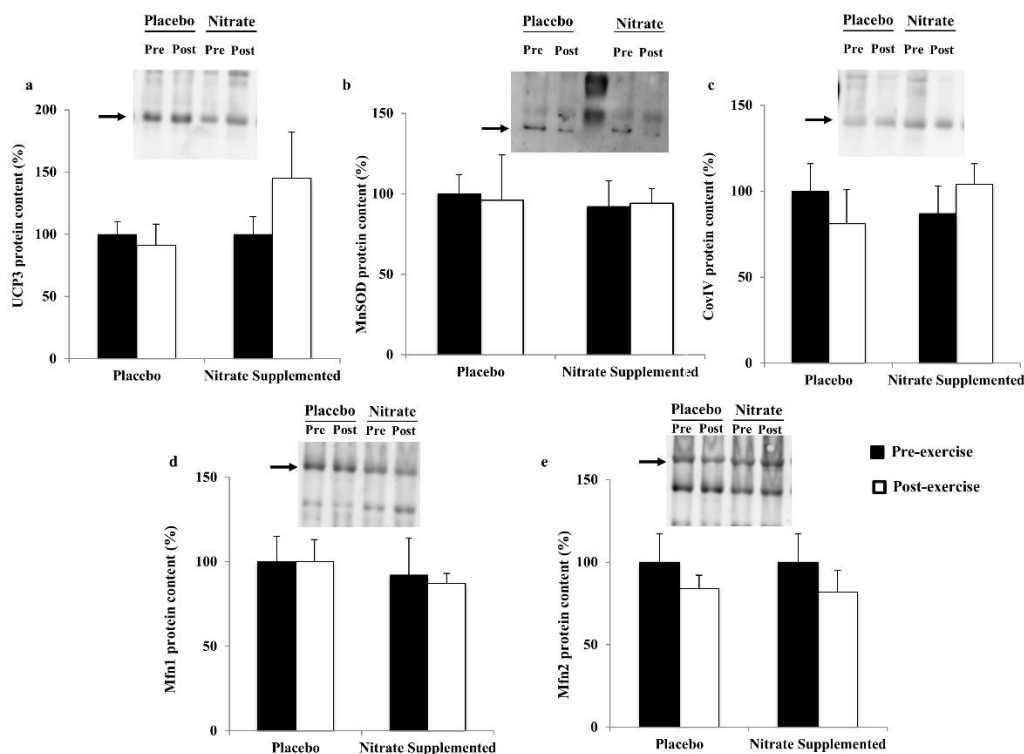 Placebo Nitrate
Pre Post Pre Post
a
UCP3 protein content (%)
200
150
100
50
0
Placebo Nitrate Supplemented
Placebo Nitrate
Pre Post Pre Post
b
MnSOD protein content (%)
150
100
50
0
Placebo Nitrate Supplemented
Placebo Nitrate
Pre Post Pre Post
c
CovIV protein content (%)
150
100
50
0
Placebo Nitrate Supplemented
Placebo Nitrate
Pre Post Pre Post
d
Mfn1 protein content (%)
150
100
50
0
Placebo Nitrate Supplemented
Placebo Nitrate
Pre Post Pre Post
e
Mfn2 protein content (%)
150
100
50
0
Placebo Nitrate Supplemented
Pre-exercise
Post-exercise